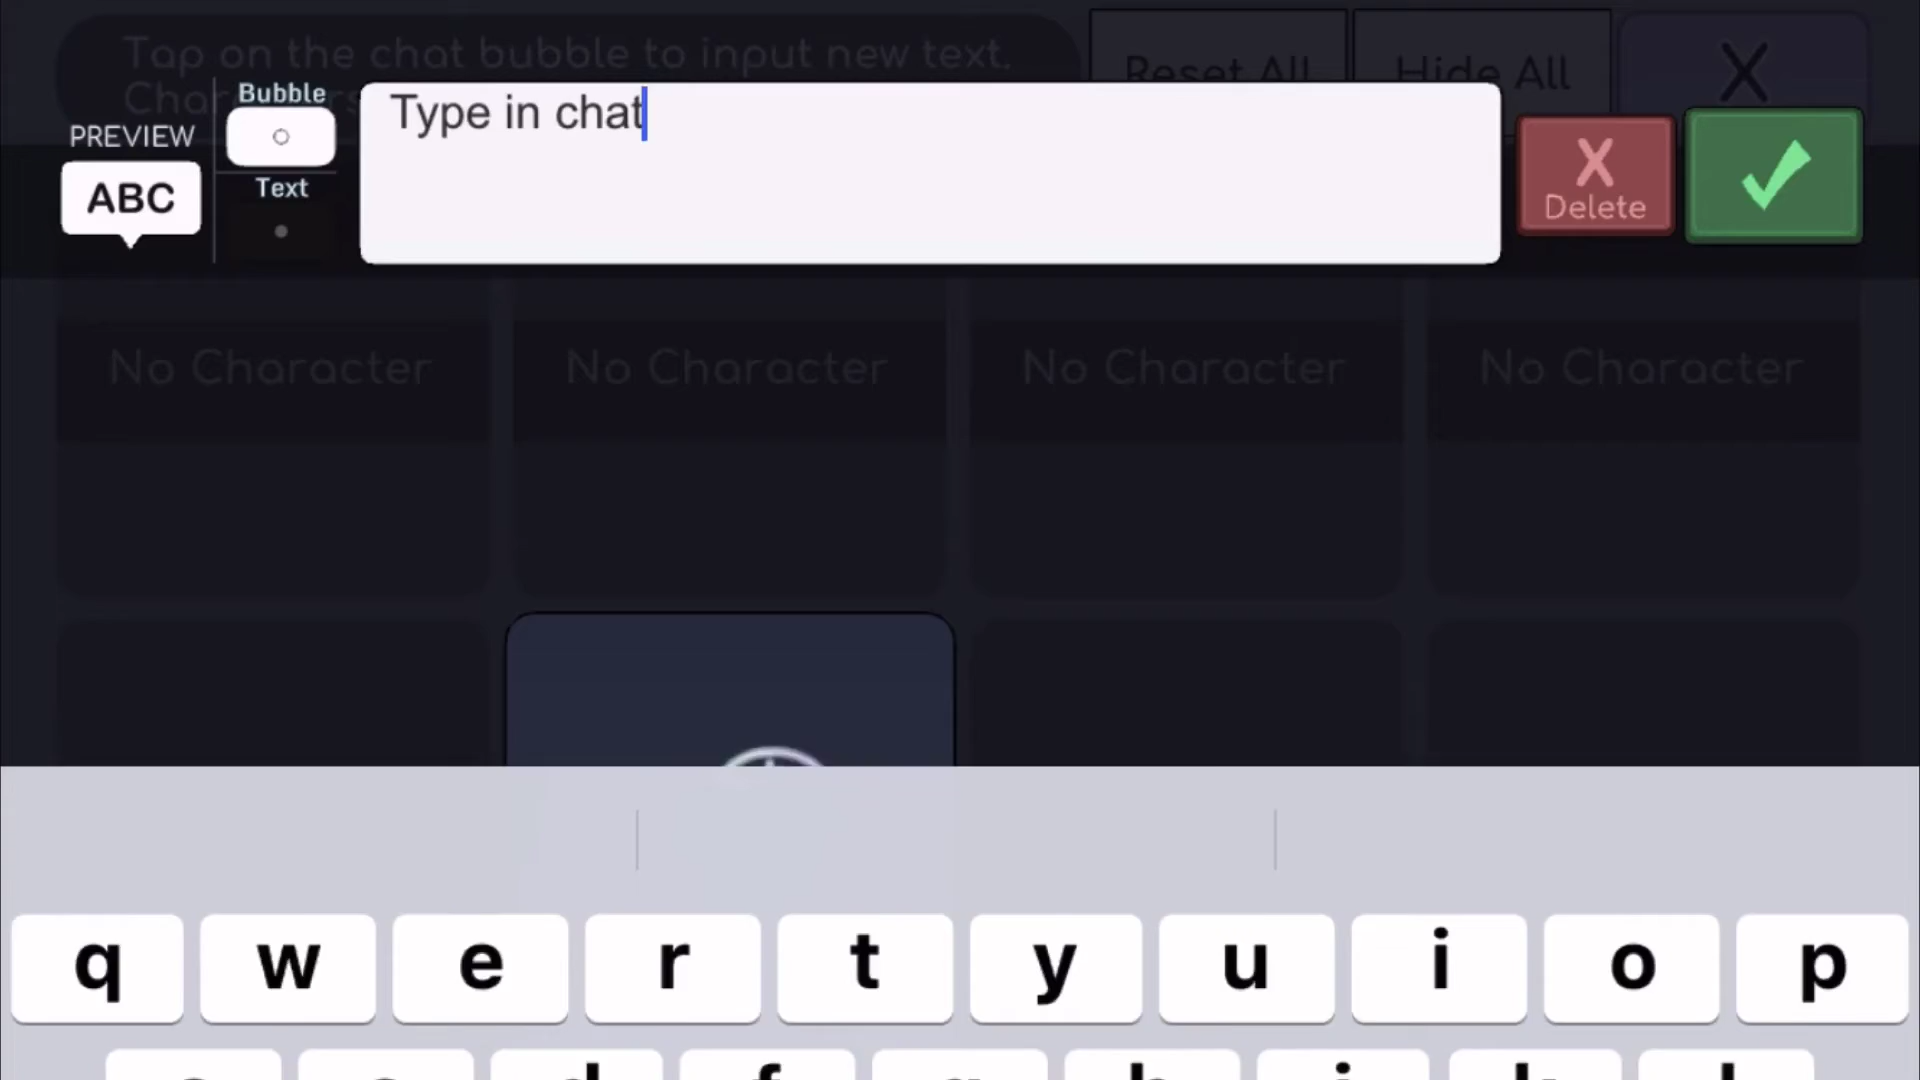 Tap on the chat bubble to input new text.
Reset All
Hide All
X
Bubble
PREVIEW
ABC
Text
Type in chat
X
Delete
No Character
No Character
No Character
No Character
q w e r t y u i o p